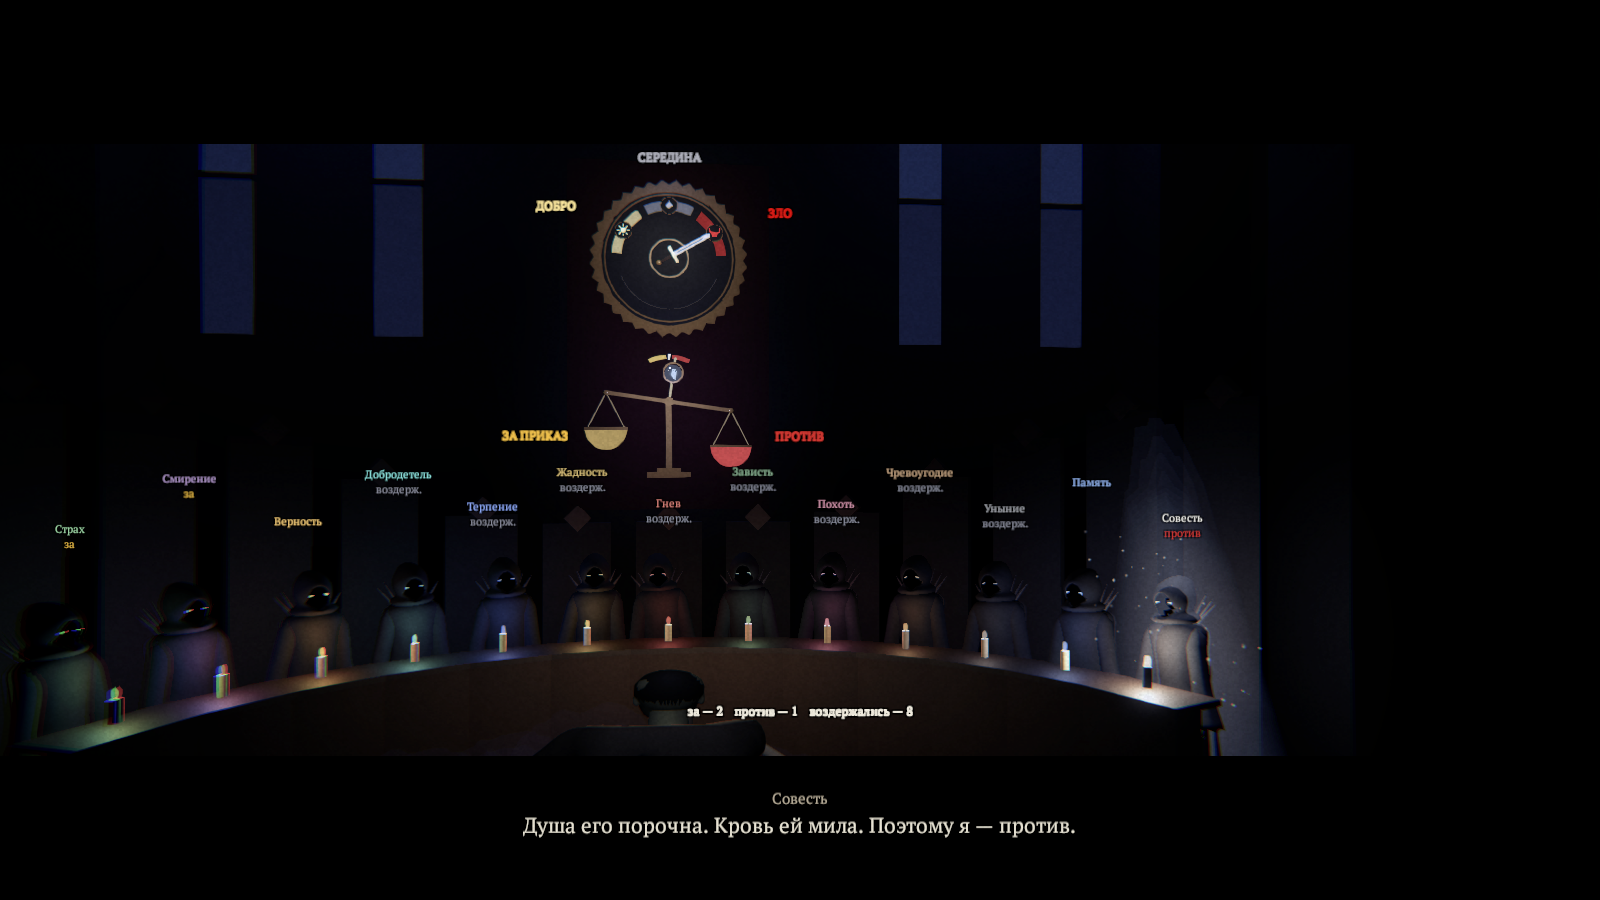 СЕРЕДИНА
ДОБРО
ЗЛО
ЗА ПРИКАЗ
ПРОТИВ
Страх
за
Смирение
за
Верность
Добродетель
воздерж.
Терпение
воздерж.
Жадность
воздерж.
Гнев
воздерж.
Зависть
воздерж.
Похоть
воздерж.
Чревоугодие
воздерж.
Уныние
воздерж.
Память
Совесть
против
за — 2 против — 1 воздержались — 8
Совесть
Душа его порочна. Кровь ей мила. Поэтому я — против.